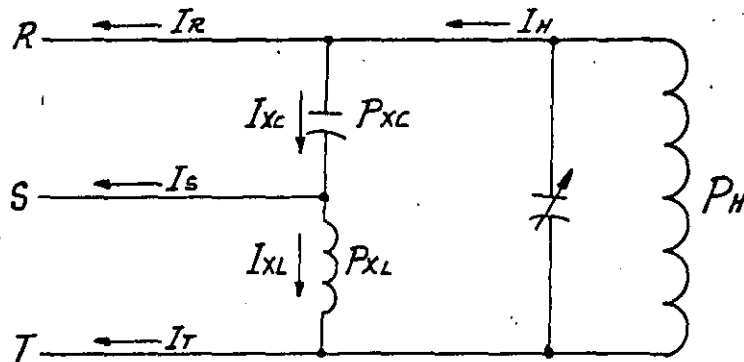 R I_R I_H
I_XC P_XC
S I_S P_H
I_XL P_XL
T I_T